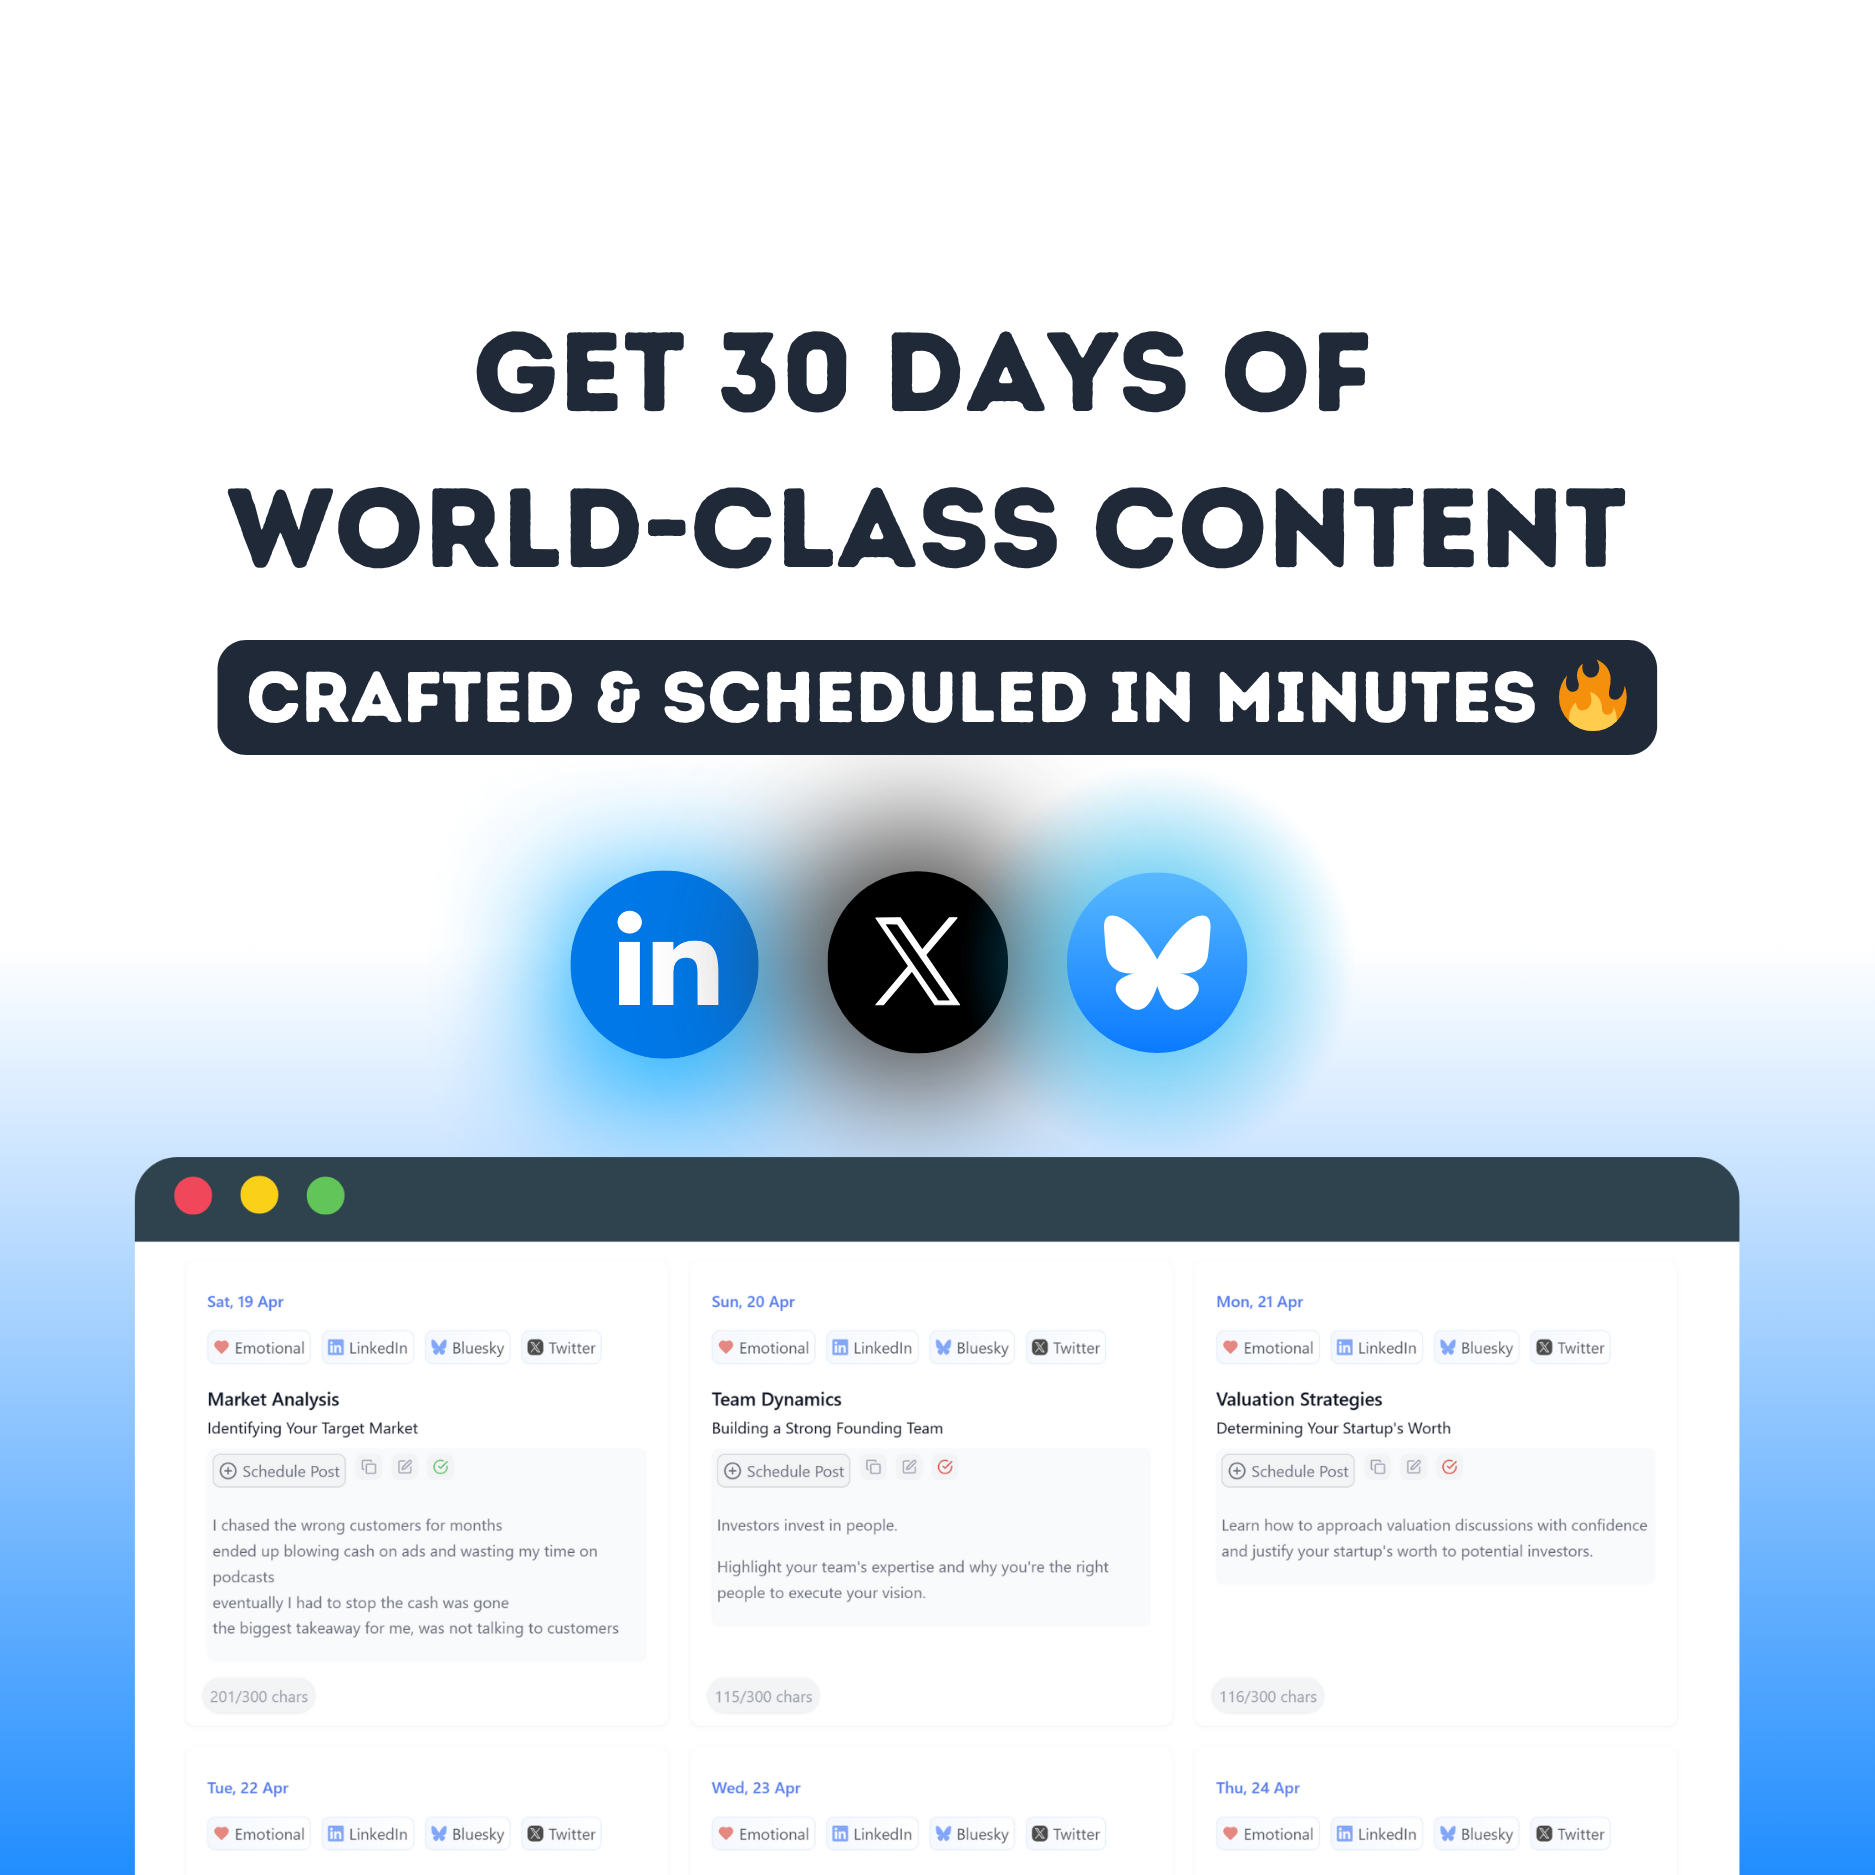 GET 30 DAYS OF
WORLD-CLASS CONTENT
CRAFTED & SCHEDULED IN MINUTES 🔥
in
Sat, 19 Apr
Emotional LinkedIn Bluesky Twitter
Market Analysis
Identifying Your Target Market
Schedule Post
I chased the wrong customers for months
ended up blowing cash on ads and wasting my time on
podcasts
eventually I had to stop the cash was gone
the biggest takeaway for me, was not talking to customers
201/300 chars
Sun, 20 Apr
Emotional LinkedIn Bluesky Twitter
Team Dynamics
Building a Strong Founding Team
Schedule Post
Investors invest in people.
Highlight your team's expertise and why you're the right
people to execute your vision.
115/300 chars
Mon, 21 Apr
Emotional LinkedIn Bluesky Twitter
Valuation Strategies
Determining Your Startup's Worth
Schedule Post
Learn how to approach valuation discussions with confidence
and justify your startup's worth to potential investors.
116/300 chars
Tue, 22 Apr
Emotional LinkedIn Bluesky Twitter
Wed, 23 Apr
Emotional LinkedIn Bluesky Twitter
Thu, 24 Apr
Emotional LinkedIn Bluesky Twitter